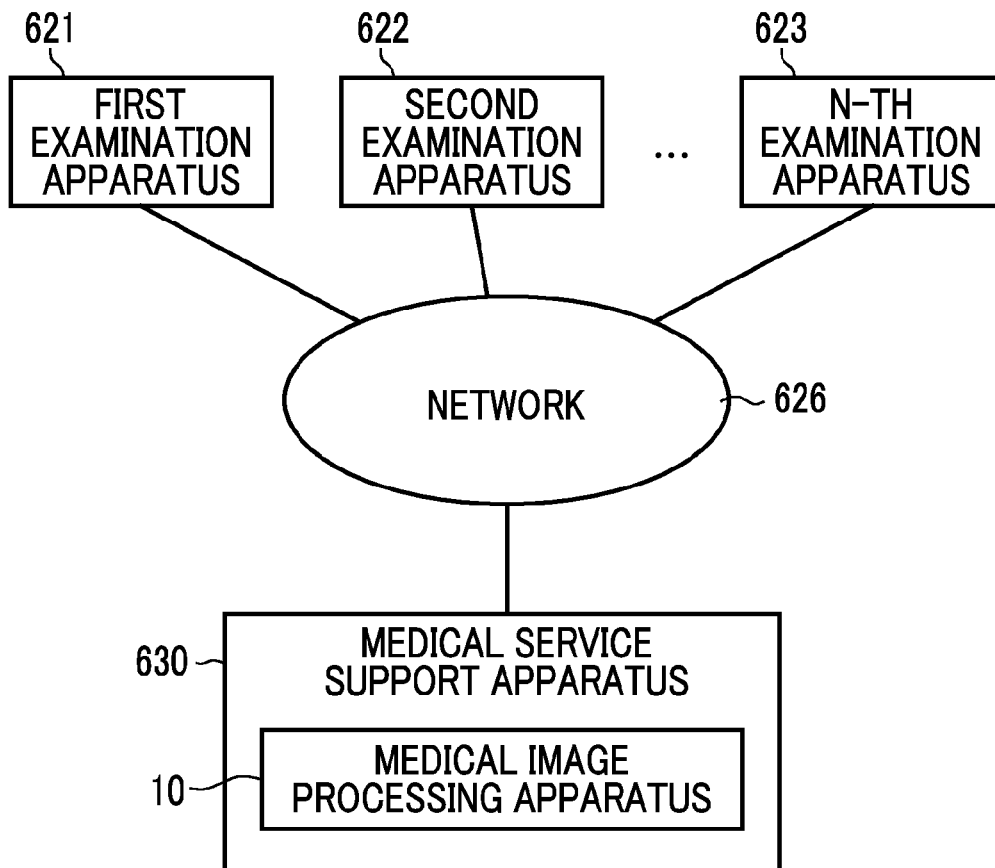 621
622
623
FIRST
EXAMINATION
APPARATUS
SECOND
EXAMINATION
APPARATUS
...
N-TH
EXAMINATION
APPARATUS
NETWORK
626
630
MEDICAL SERVICE
SUPPORT APPARATUS
10
MEDICAL IMAGE
PROCESSING APPARATUS